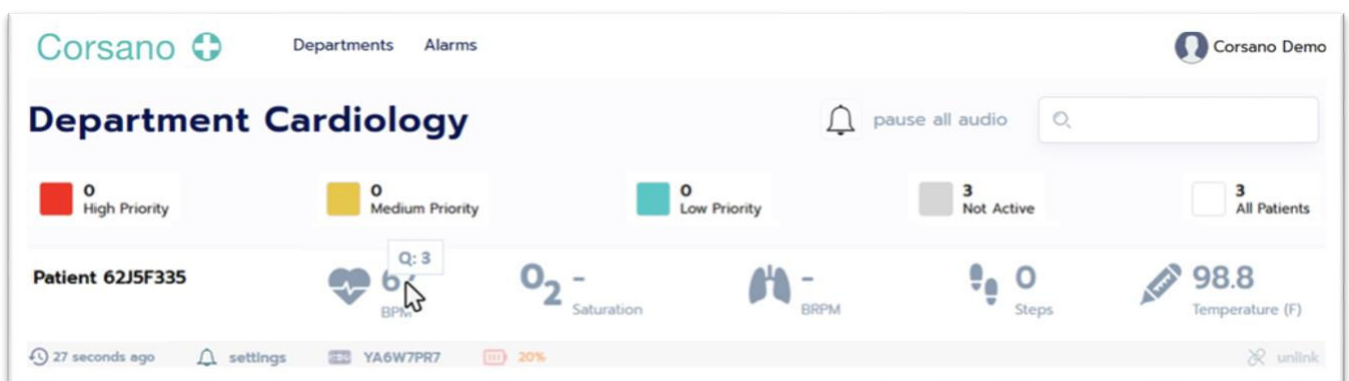 Corsano Departments Alarms Corsano Demo
Department Cardiology pause all audio
0 0 0 3 3
High Priority Medium Priority Low Priority Not Active All Patients
Q: 3
Patient 62J5F335 O2 - - 0 98.8
BPM Saturation BRPM Steps Temperature (F)
27 seconds ago settings YA6W7PR7 20% unlink